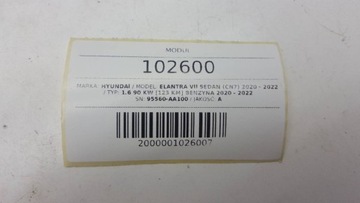 MODUŁ
102600
MARKA: HYUNDAI / MODEL: ELANTRA VII SEDAN (CN7) 2020 - 2022
/ TYP: 1.6 90 KW [123 KM] BENZYNA 2020 - 2022
SN: 95560-AA100 / JAKOŚĆ: A
2000001026007